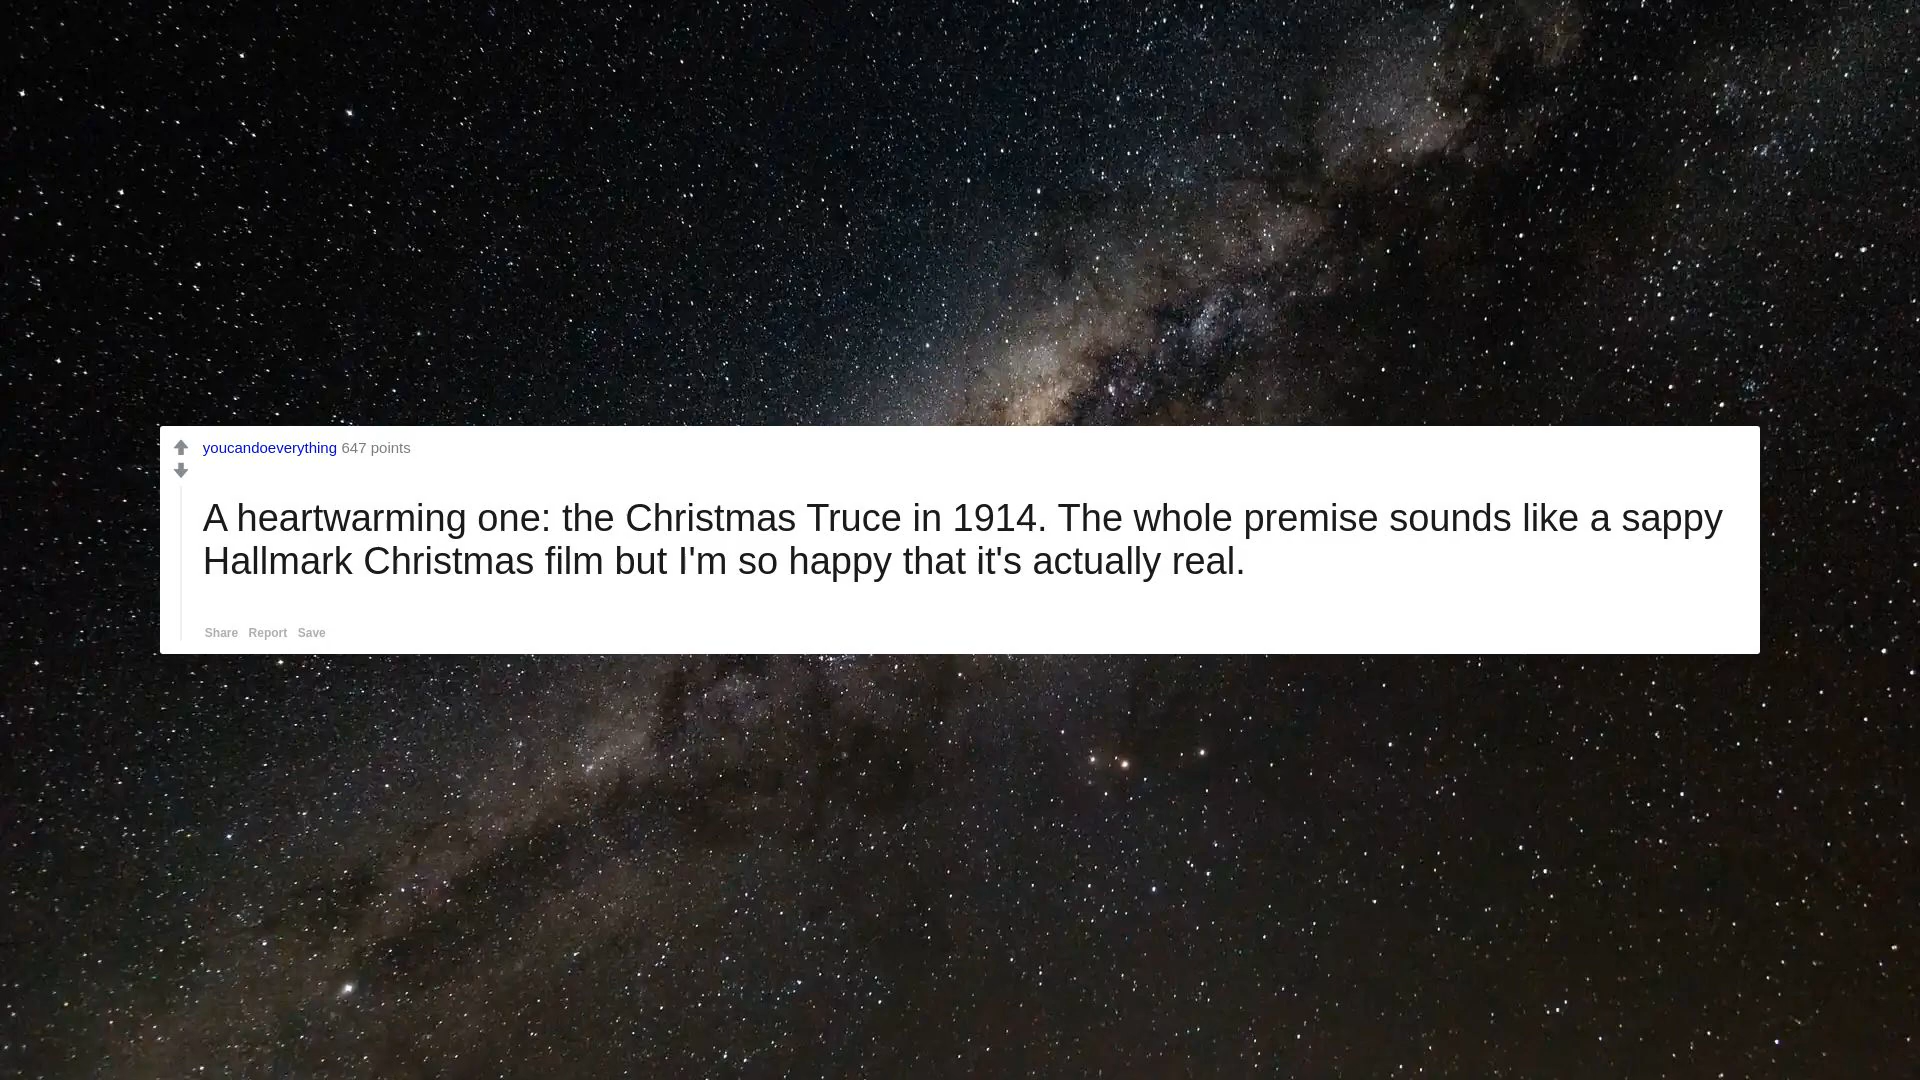 youcandoeverything 647 points
A heartwarming one: the Christmas Truce in 1914. The whole premise sounds like a sappy
Hallmark Christmas film but I'm so happy that it's actually real.
Share Report Save